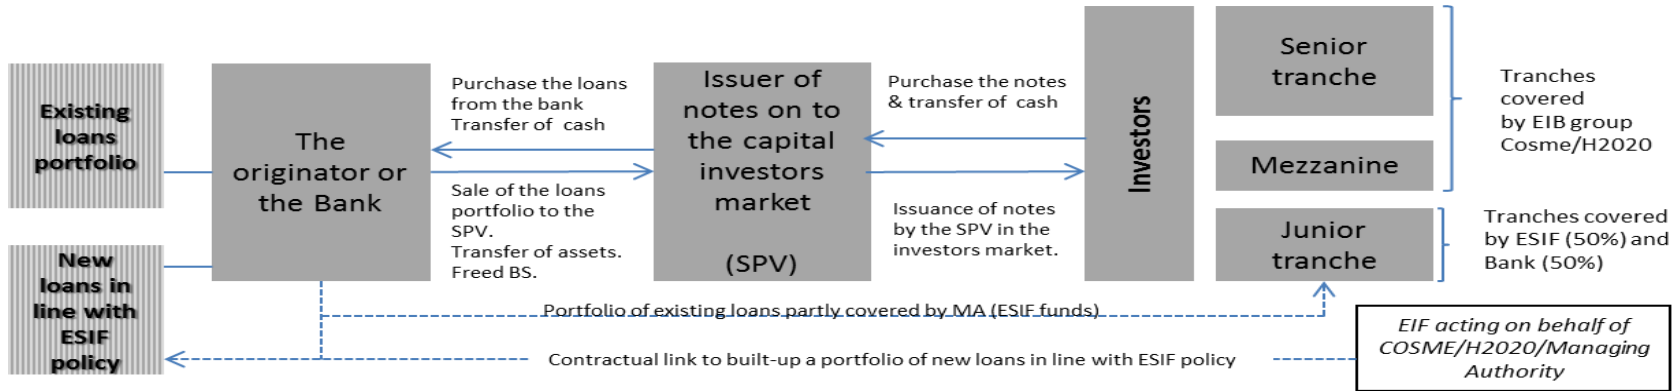 Existing
loans
portfolio
New
loans in
line with
ESIF
policy
The
originator or
the Bank
Purchase the loans
from the bank
Transfer of cash
Sale of the loans
portfolio to the
SPV.
Transfer of assets.
Freed BS.
Issuer of
notes on to
the capital
investors
market
(SPV)
Purchase the notes
& transfer of cash
Issuance of notes
by the SPV in the
investors market.
Investors
Senior
tranche
Mezzanine
Junior
tranche
Tranches
covered
by EIB group
Cosme/H2020
Tranches covered
by ESIF (50%) and
Bank (50%)
Portfolio of existing loans partly covered by MA (ESIF funds)
Contractual link to built-up a portfolio of new loans in line with ESIF policy
EIF acting on behalf of
COSME/H2020/Managing
Authority